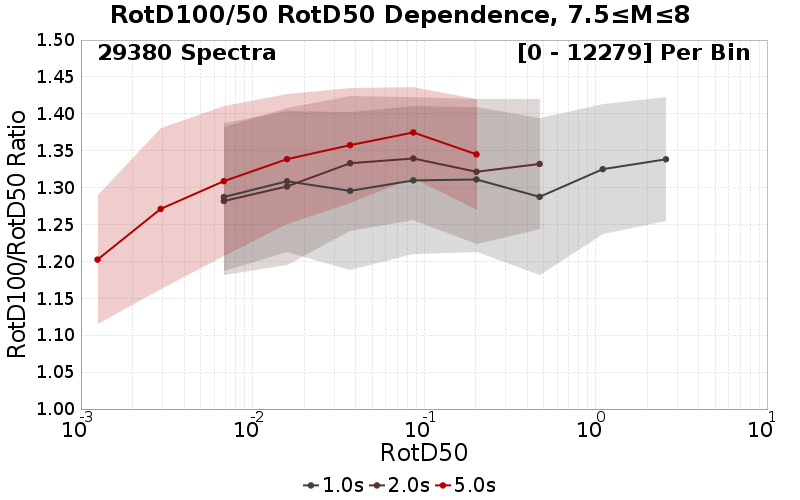 RotD100/50 RotD50 Dependence, 7.5≤M≤8
29380 Spectra
[0 - 12279] Per Bin
RotD100/RotD50 Ratio
1.50
1.45
1.40
1.35
1.30
1.25
1.20
1.15
1.10
1.05
1.00
10-3 10-2 10-1 100 101
RotD50
1.0s 2.0s 5.0s